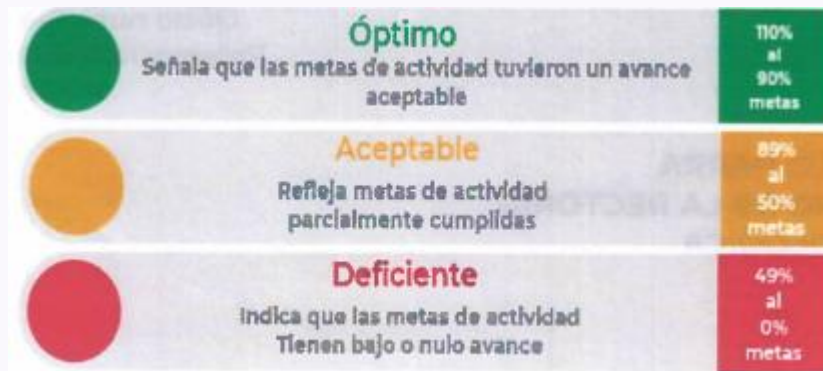 Óptimo
Señala que las metas de actividad tuvieron un avance
aceptable
110%
al
90%
metas
Aceptable
Refleja metas de actividad
parcialmente cumplidas
89%
al
50%
metas
Deficiente
Indica que las metas de actividad
Tienen bajo o nulo avance
49%
al
0%
metas